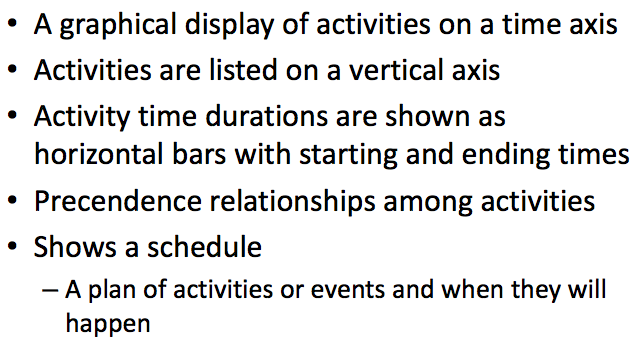 • A graphical display of activities on a time axis
• Activities are listed on a vertical axis
• Activity time durations are shown as
horizontal bars with starting and ending times
• Precendence relationships among activities
• Shows a schedule
– A plan of activities or events and when they will
happen